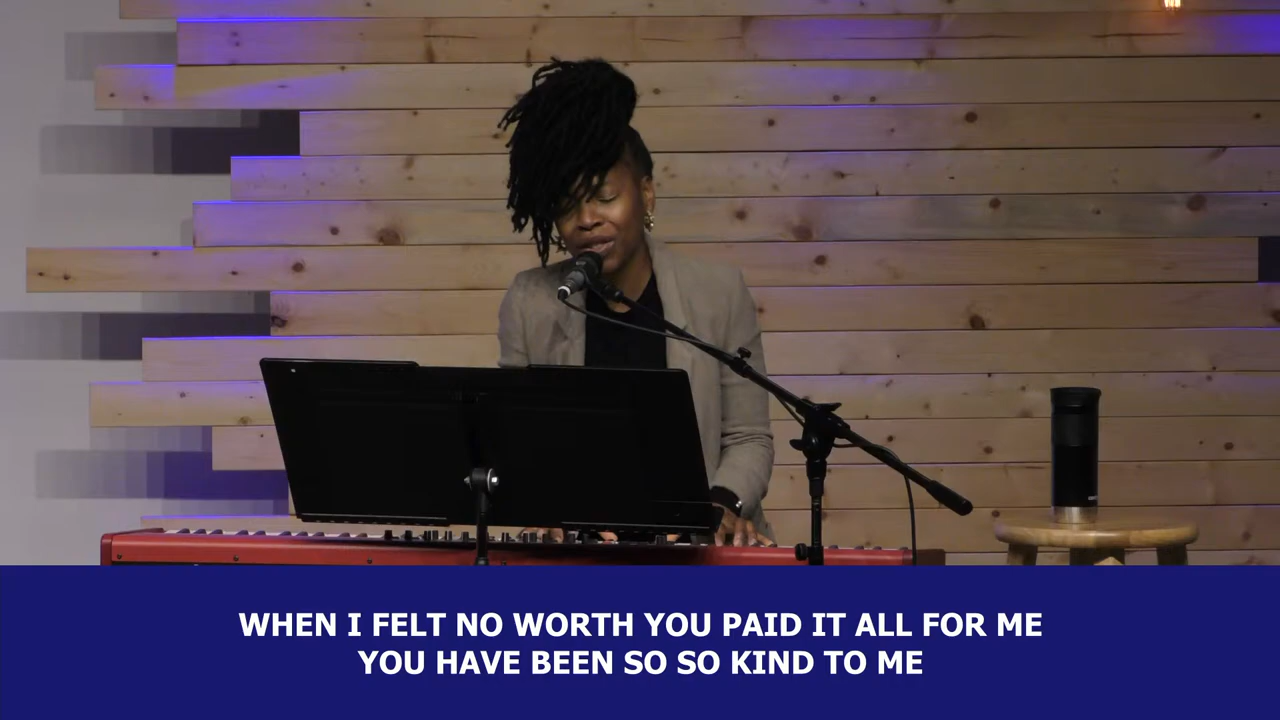 WHEN I FELT NO WORTH YOU PAID IT ALL FOR ME
YOU HAVE BEEN SO SO KIND TO ME